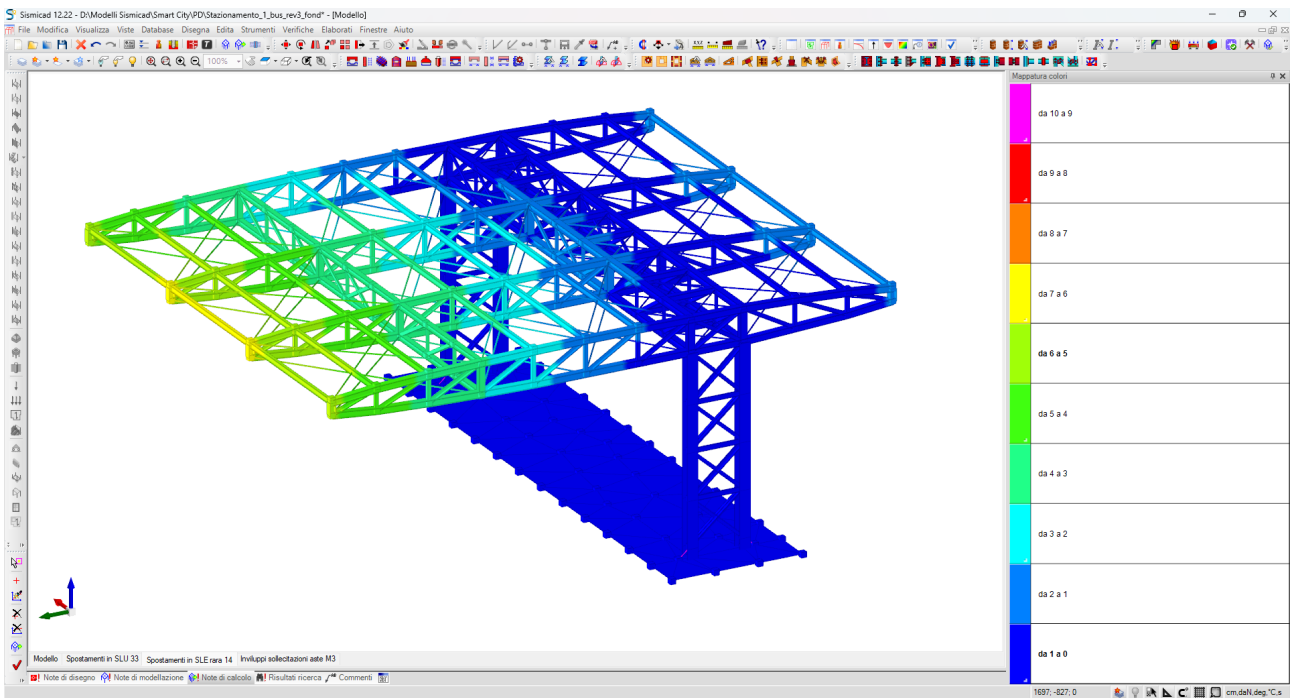 Sismicad 12.22 - D:\Modelli Sismicad\Smart City\PD\Stazionamento_1_bus_rev3_fond* - [Modello]
File Modifica Visualizza Viste Database Disegna Edita Strumenti Verifiche Elaborati Finestre Aiuto
100%
Mappatura colori
da 10 a 9
da 9 a 8
da 8 a 7
da 7 a 6
da 6 a 5
da 5 a 4
da 4 a 3
da 3 a 2
da 2 a 1
da 1 a 0
Modello Spostamenti in SLU 33 Spostamenti in SLE rara 14 Inviluppi sollecitazioni aste M3
Note di disegno Note di modellazione Note di calcolo Risultati ricerca Commenti
1697; -827; 0 cm,daN,deg,°C,s